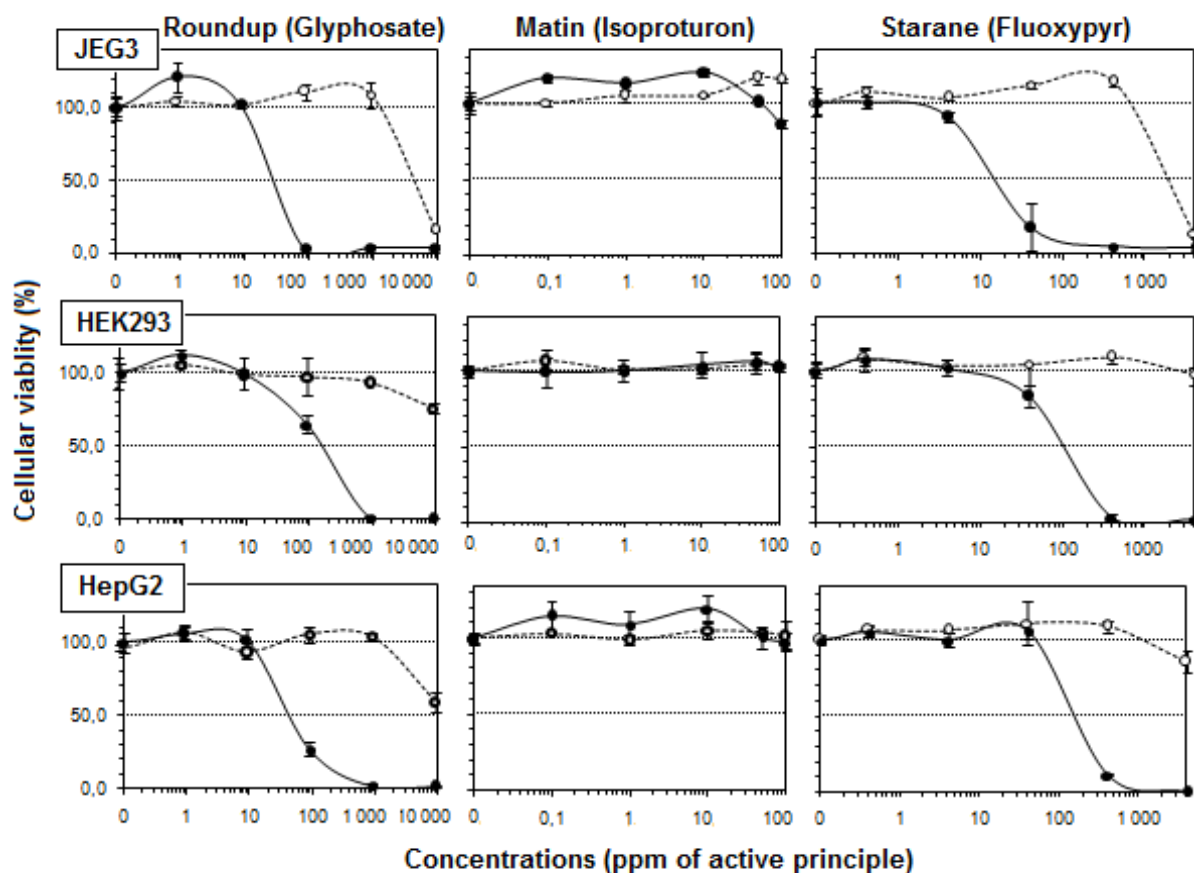 Roundup (Glyphosate) Matin (Isoproturon) Starane (Fluoxypyr)
JEG3
100,0
50,0
0,0
0 1 10 100 1 000 10 000
0. 0,1 1. 10. 100
0 1 10 100 1 000
HEK293
100,0
50,0
0,0
0 1 10 100 1 000 10 000
0. 0,1 1. 10. 100.
0 1 10 100 1000
HepG2
100,0
50,0
0,0
0 1 10 100 1 000 10 000
0. 0,1 1. 10. 100
0 1 10 100 1 000
Cellular viablity (%)
Concentrations (ppm of active principle)